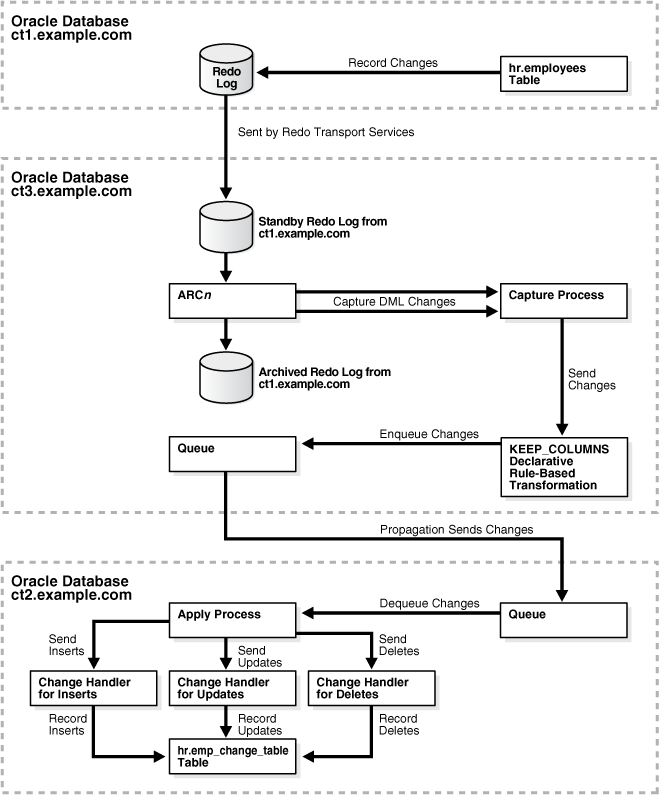 Oracle Database
ct1.example.com
Redo
Log
Record Changes
hr.employees
Table
Sent by Redo Transport Services
Oracle Database
ct3.example.com
Standby Redo Log from
ct1.example.com
ARCn
Capture DML Changes
Capture Process
Archived Redo Log from
ct1.example.com
Send
Changes
Queue
Enqueue Changes
KEEP_COLUMNS
Declarative
Rule-Based
Transformation
Propagation Sends Changes
Oracle Database
ct2.example.com
Apply Process
Dequeue Changes
Queue
Send
Inserts
Send
Updates
Send
Deletes
Change Handler
for Inserts
Change Handler
for Updates
Change Handler
for Deletes
Record
Inserts
Record
Updates
Record
Deletes
hr.emp_change_table
Table